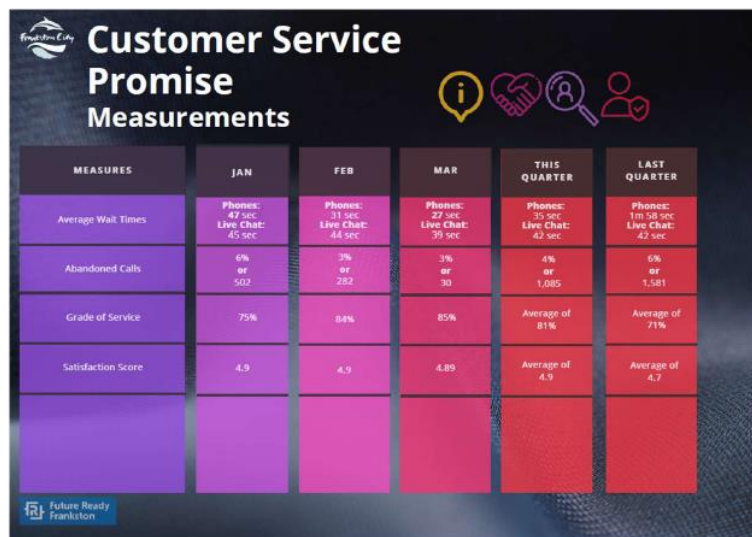 Frankston City
Customer Service
Promise
Measurements
MEASURES
JAN
FEB
MAR
THIS
QUARTER
LAST
QUARTER
Average Wait Times
Phones:
47 sec
Live Chat:
45 sec
Phones:
31 sec
Live Chat:
44 sec
Phones:
27 sec
Live Chat:
39 sec
Phones:
35 sec
Live Chat:
42 sec
Phones:
1m 58 sec
Live Chat:
42 sec
Abandoned Calls
6%
or
502
3%
or
282
3%
or
30
4%
or
1,085
6%
or
1,581
Grade of Service
75%
84%
85%
Average of
81%
Average of
71%
Satisfaction Score
4.9
4.9
4.89
Average of
4.9
Average of
4.7
Future Ready
Frankston